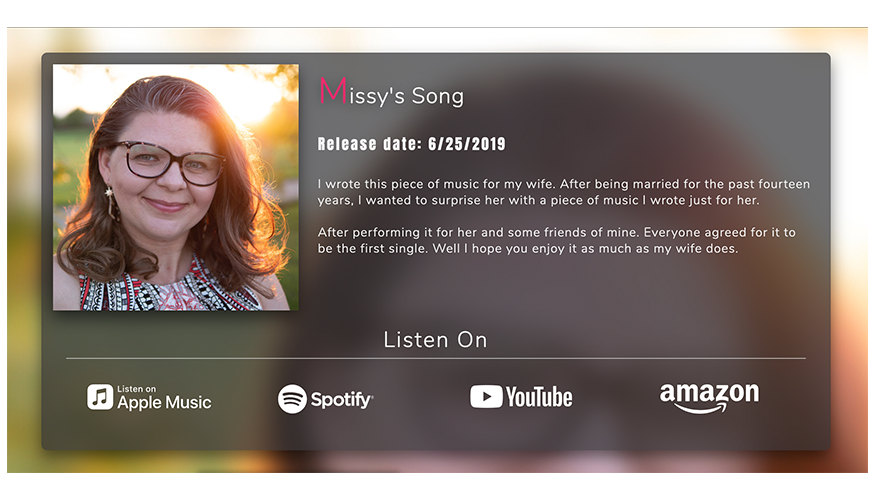 Missy's Song
Release date: 6/25/2019
I wrote this piece of music for my wife. After being married for the past fourteen
years, I wanted to surprise her with a piece of music I wrote just for her.
After performing it for her and some friends of mine. Everyone agreed for it to
be the first single. Well I hope you enjoy it as much as my wife does.
Listen On
Listen on
Apple Music
Spotify
YouTube
amazon